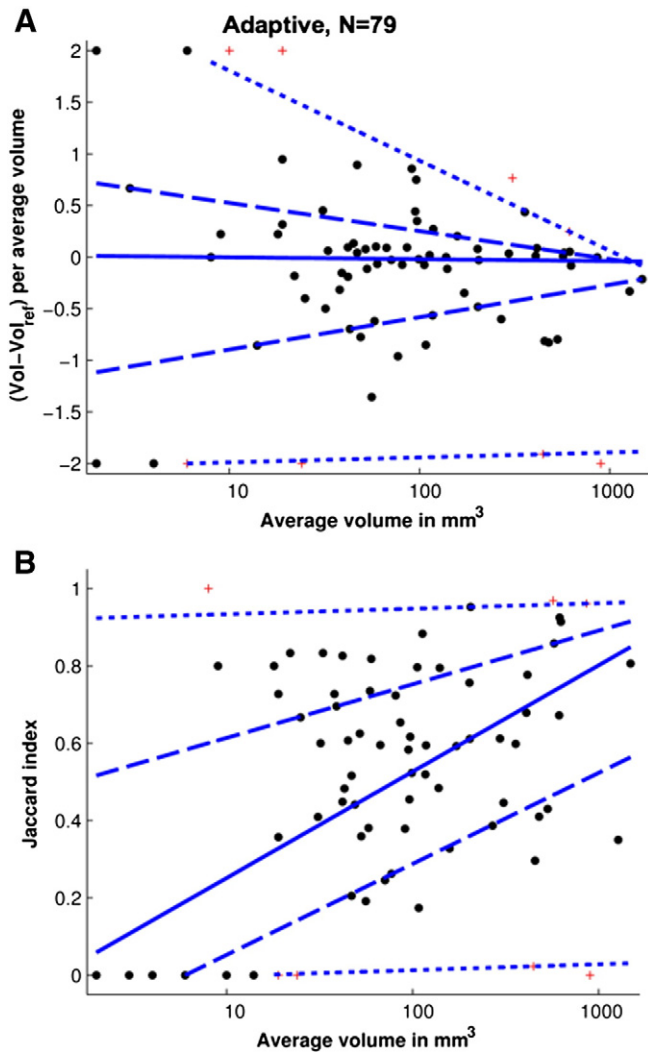 A
Adaptive, N=79
2
1.5
1
0.5
0
−0.5
−1
−1.5
−2
(Vol−Vol_ref) per average volume
10 100 1000
Average volume in mm³
B
1
0.8
0.6
0.4
0.2
0
Jaccard index
10 100 1000
Average volume in mm³